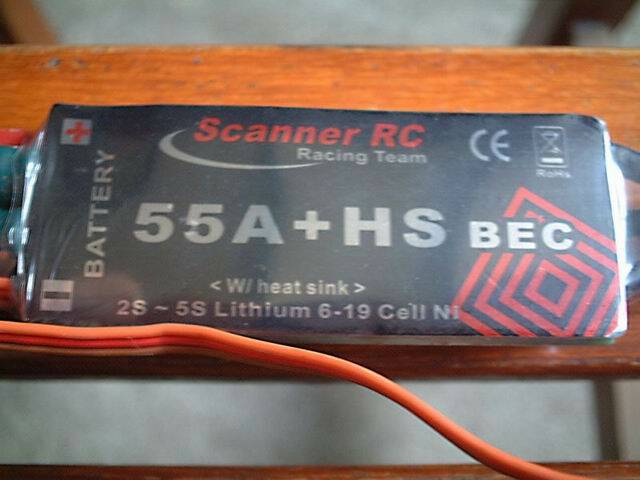 Scanner RC
Racing Team
CE
RoHs
BATTERY
+
-
55A+HS BEC
< W/ heat sink >
2S ~ 5S Lithium 6-19 Cell Ni